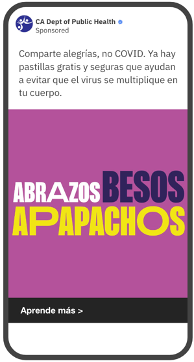 CA Dept of Public Health
Sponsored
Comparte alegrías, no COVID. Ya hay
pastillas gratis y seguras que ayudan
a evitar que el virus se multiplique en
tu cuerpo.
ABRAZOS BESOS
APAPACHOS
Aprende más >